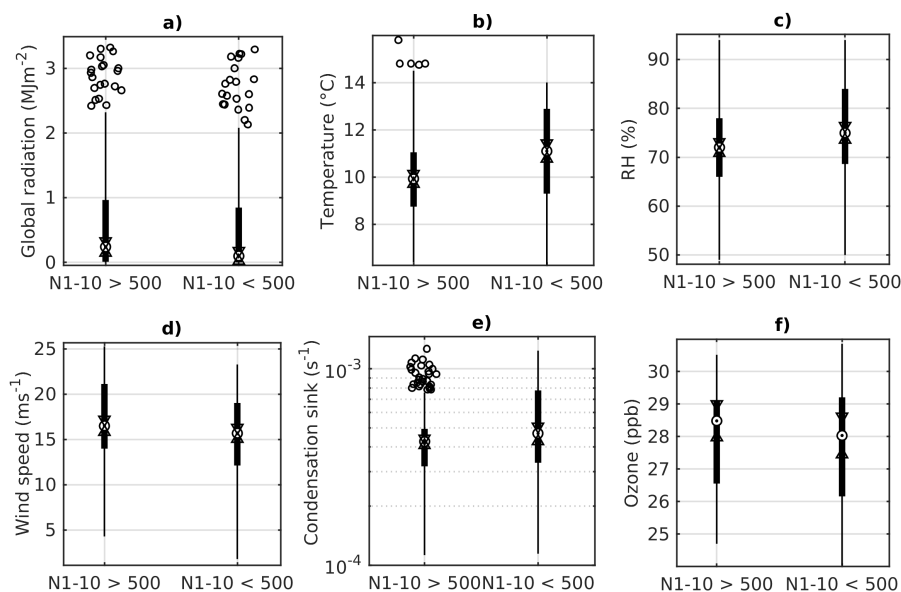 a)
Global radiation (MJm-2)
3
2
1
0
N1-10 > 500
N1-10 < 500
b)
Temperature (°C)
14
12
10
8
N1-10 > 500
N1-10 < 500
c)
RH (%)
90
80
70
60
50
N1-10 > 500
N1-10 < 500
d)
Wind speed (ms-1)
25
20
15
10
5
N1-10 > 500
N1-10 < 500
e)
Condensation sink (s-1)
10-3
10-4
N1-10 > 500
N1-10 < 500
f)
Ozone (ppb)
30
29
28
27
26
25
N1-10 > 500
N1-10 < 500